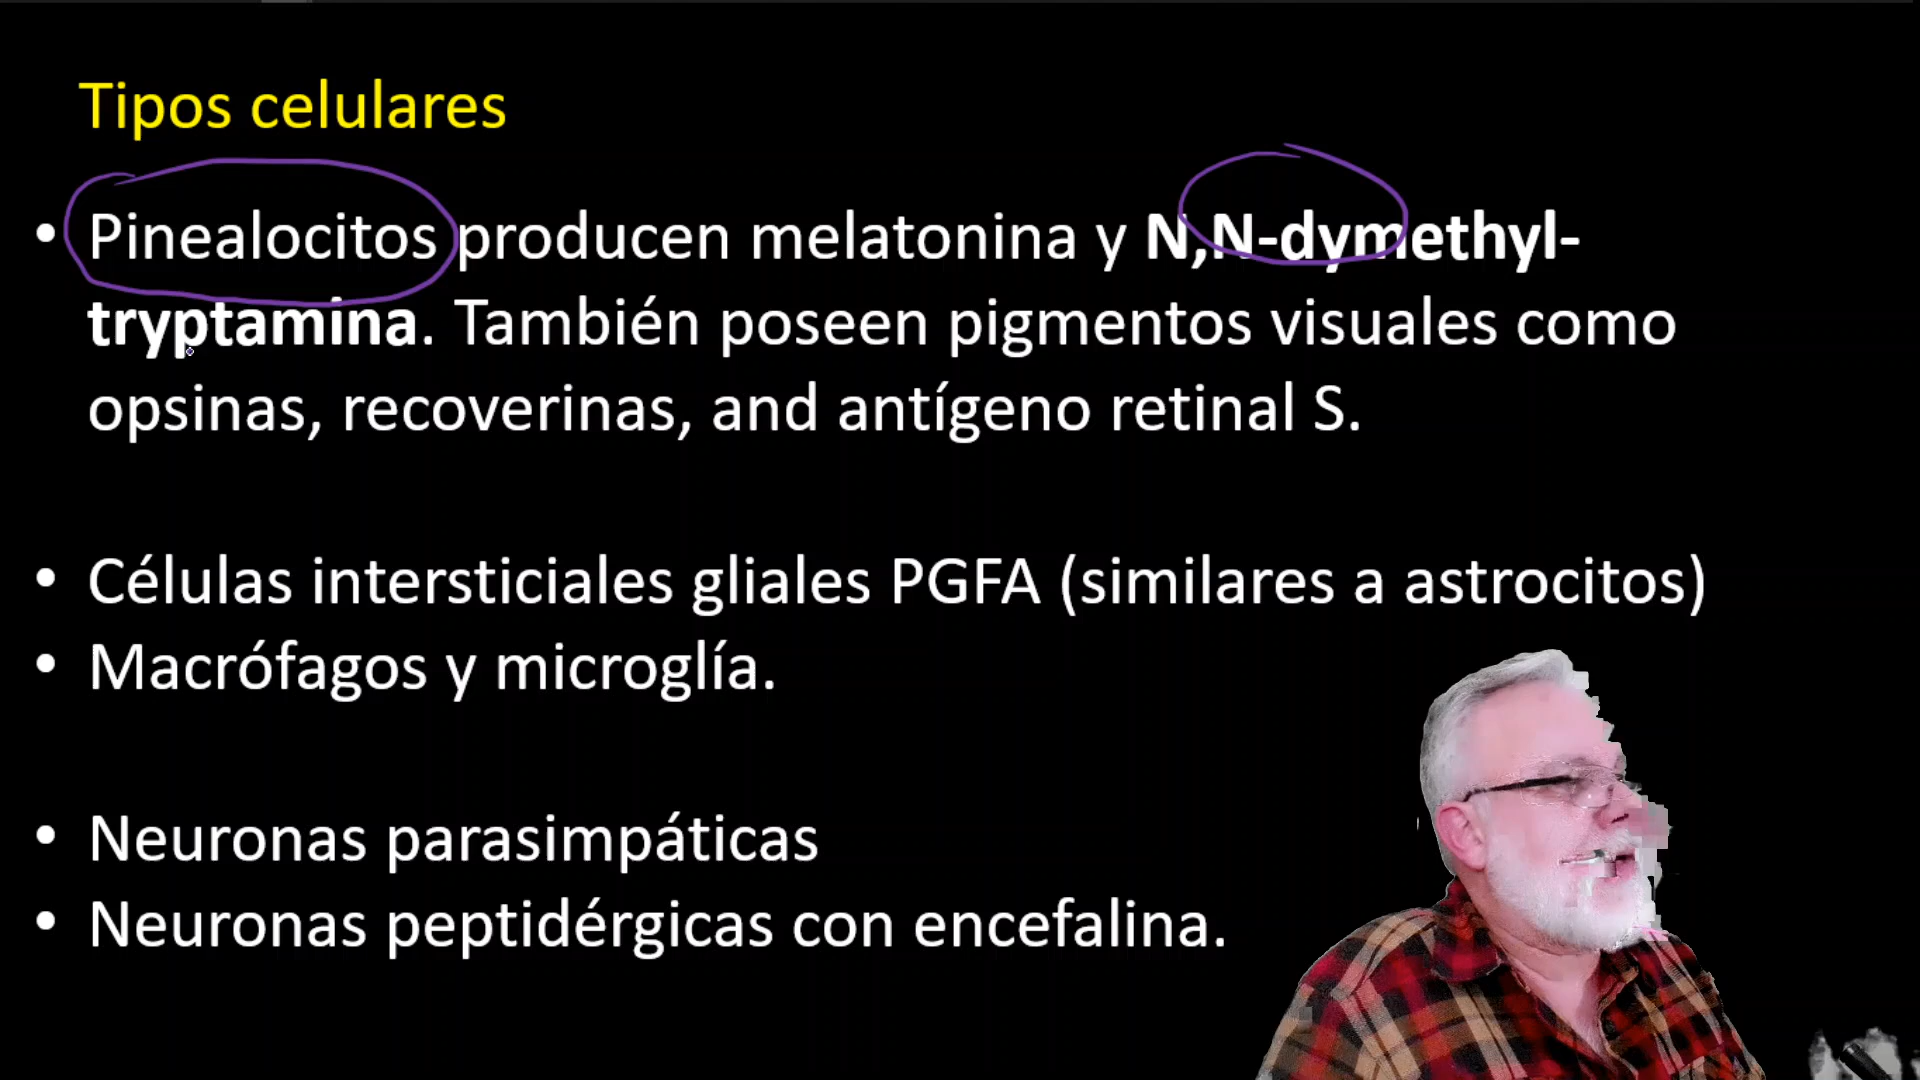 Tipos celulares
• Pinealocitos producen melatonina y N,N-dymethyl-
tryptamina. También poseen pigmentos visuales como
opsinas, recoverinas, and antígeno retinal S.
• Células intersticiales gliales PGFA (similares a astrocitos)
• Macrófagos y microglía.
• Neuronas parasimpáticas
• Neuronas peptidérgicas con encefalina.